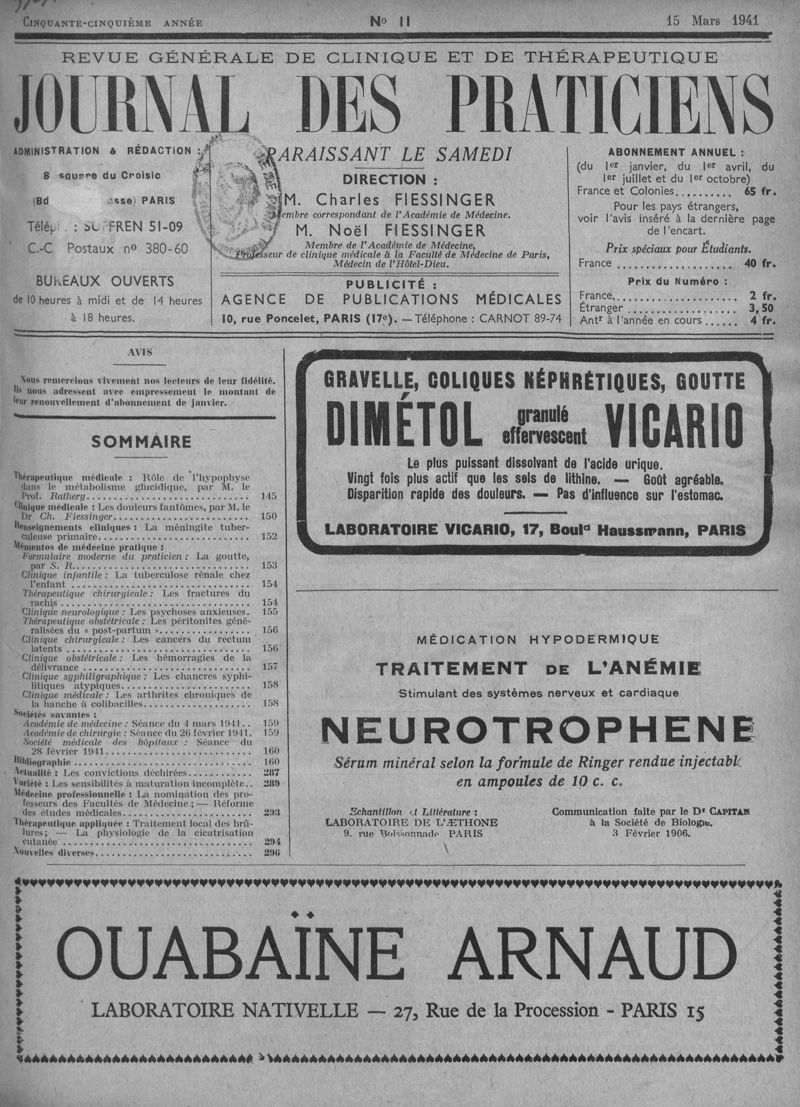 CINQUANTE-CINQUIÈME ANNÉE
No 11
15 Mars 1941
REVUE GÉNÉRALE DE CLINIQUE ET DE THÉRAPEUTIQUE
JOURNAL DES PRATICIENS
ADMINISTRATION & RÉDACTION :
8 square du Croisic
(Bd asse) PARIS
Télép. : SUFFREN 51-09
C.-C. Postaux no 380-60
BUREAUX OUVERTS
de 10 heures à midi et de 14 heures
à 18 heures.
PARAISSANT LE SAMEDI
DIRECTION :
M. Charles FIESSINGER
Membre correspondant de l'Académie de Médecine.
M. Noël FIESSINGER
Membre de l'Académie de Médecine,
Professeur de clinique médicale à la Faculté de Médecine de Paris,
Médecin de l'Hôtel-Dieu.
PUBLICITÉ :
AGENCE DE PUBLICATIONS MÉDICALES
10, rue Poncelet, PARIS (17e). — Téléphone : CARNOT 89-74
ABONNEMENT ANNUEL :
(du 1er janvier, du 1er avril, du
1er juillet et du 1er octobre)
France et Colonies.......... 65 fr.
Pour les pays étrangers,
voir l'avis inséré à la dernière page
de l'encart.
Prix spéciaux pour Étudiants.
France .................... 40 fr.
Prix du Numéro :
France,..................... 2 fr.
Étranger ................... 3,50
Antr à l'année en cours ...... 4 fr.
AVIS
Nous remercions vivement nos lecteurs de leur fidélité.
Ils nous adressent avec empressement le montant de
leur renouvellement d'abonnement de janvier.
SOMMAIRE
Thérapeutique médicale : Rôle de l'hypophyse
dans le métabolisme glucidique, par M. le
Prof. Rathery.............................. 145
Clinique médicale : Les douleurs fantômes, par M. le
Dr Ch. Fiessinger......................... 150
Renseignements cliniques : La méningite tuber-
culeuse primaire........................... 152
Mémentos de médecine pratique :
Formulaire moderne du praticien : La goutte,
par S. R.................................. 153
Clinique infantile : La tuberculose rénale chez
l'enfant .................................. 154
Thérapeutique chirurgicale : Les fractures du
rachis .................................... 154
Clinique neurologique : Les psychoses anxieuses. 155
Thérapeutique obstétricale : Les péritonites géné-
ralisées du « post-partum »................ 156
Clinique chirurgicale : Les cancers du rectum
latents ................................... 156
Clinique obstétricale : Les hémorragies de la
délivrance ................................ 157
Clinique syphiligraphique : Les chancres syphi-
litiques atypiques......................... 158
Clinique médicale : Les arthrites chroniques de
la hanche à colibacilles................... 158
Sociétés savantes :
Académie de médecine : Séance du 4 mars 1941.. 159
Académie de chirurgie : Séance du 26 février 1941. 159
Société médicale des hôpitaux : Séance du
28 février 1941............................ 160
Bibliographie ............................. 160
Actualité : Les convictions déchirées........... 287
Variété : Les sensibilités à maturation incomplète.. 289
Médecine professionnelle : La nomination des pro-
fesseurs des Facultés de Médecine ; — Réforme
des études médicales....................... 293
Thérapeutique appliquée : Traitement local des brû-
lures ; — La physiologie de la cicatrisation
cutanée ................................... 294
Nouvelles diverses......................... 296
GRAVELLE, COLIQUES NÉPHRÉTIQUES, GOUTTE
DIMÉTOL granulé effervescent VICARIO
Le plus puissant dissolvant de l'acide urique.
Vingt fois plus actif que les sels de lithine. — Goût agréable.
Disparition rapide des douleurs. — Pas d'influence sur l'estomac.
LABORATOIRE VICARIO, 17, Bould Haussmann, PARIS
MÉDICATION HYPODERMIQUE
TRAITEMENT DE L'ANÉMIE
Stimulant des systèmes nerveux et cardiaque
NEUROTROPHENE
Sérum minéral selon la formule de Ringer rendue injectabl
en ampoules de 10 c. c.
Echantillon et Littérature :
LABORATOIRE DE L'ÆTHONE
9, rue Boissonnade PARIS
Communication faite par le Dr CAPITAN
à la Société de Biologie.
3 Février 1906.
OUABAÏNE ARNAUD
LABORATOIRE NATIVELLE — 27, Rue de la Procession - PARIS 15